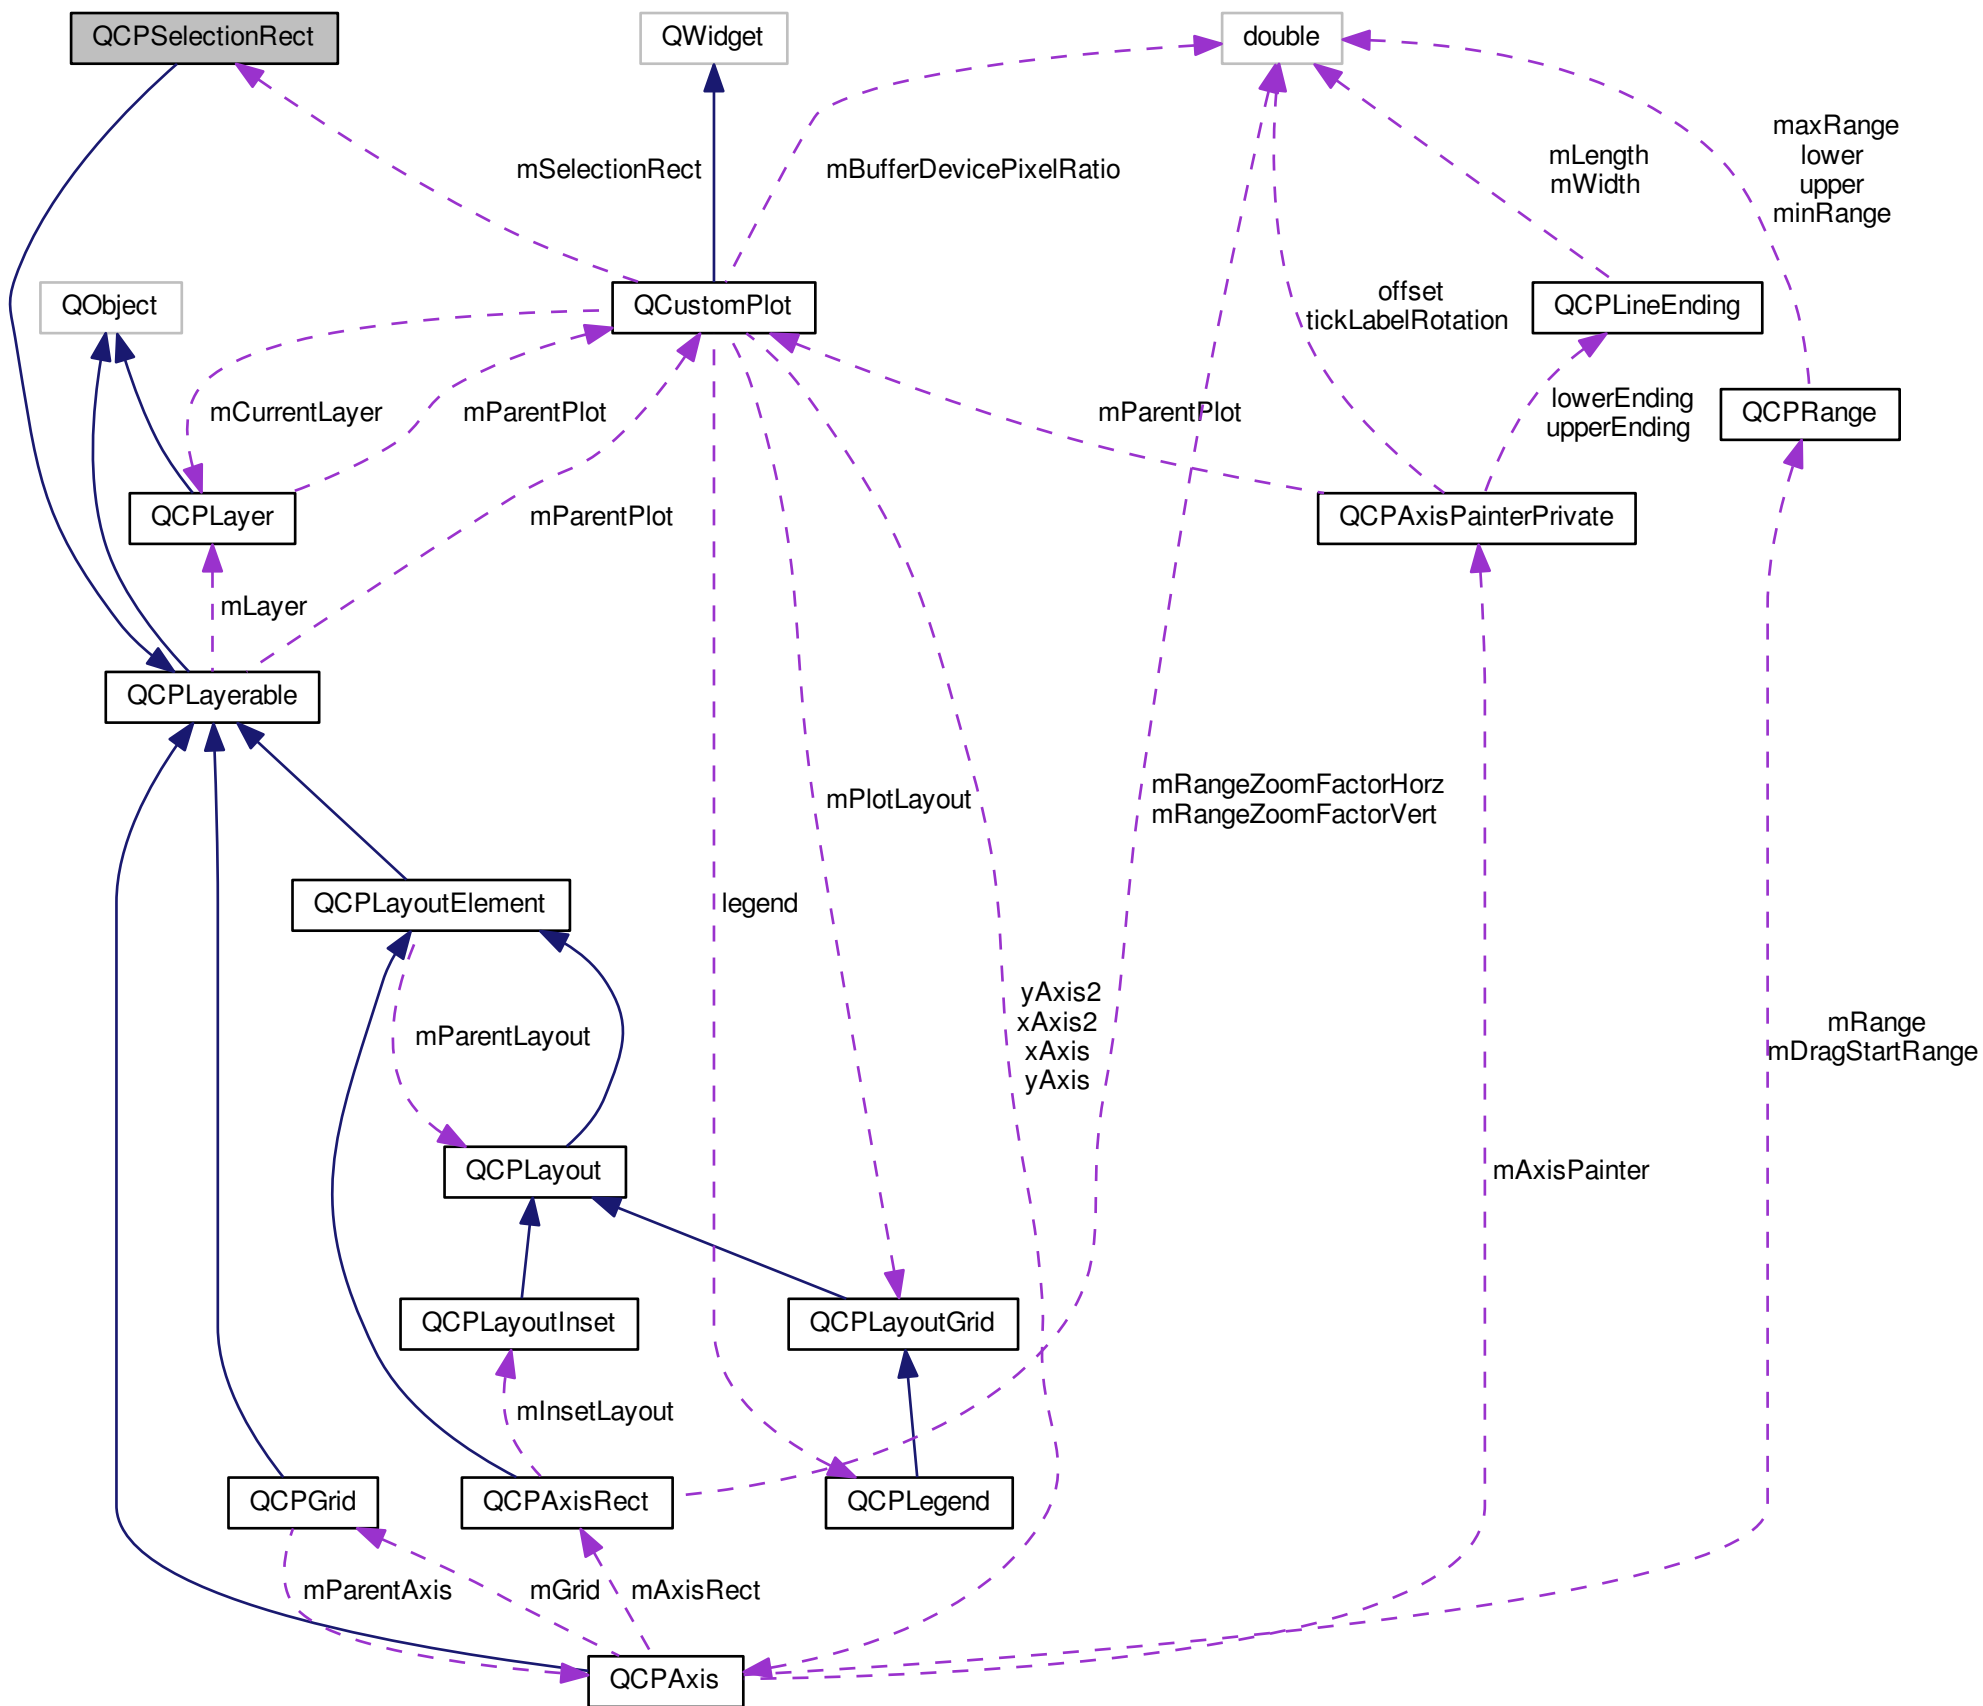 QCPSelectionRect
QWidget
double
maxRange
lower
upper
minRange
mSelectionRect
mBufferDevicePixelRatio
mLength
mWidth
QObject
QCustomPlot
offset
tickLabelRotation
QCPLineEnding
mCurrentLayer
mParentPlot
mParentPlot
lowerEnding
upperEnding
QCPRange
QCPLayer
mParentPlot
QCPAxisPainterPrivate
mLayer
QCPLayerable
mPlotLayout
mRangeZoomFactorHorz
mRangeZoomFactorVert
QCPLayoutElement
legend
mParentLayout
yAxis2
xAxis2
xAxis
yAxis
mRange
mDragStartRange
QCPLayout
mAxisPainter
QCPLayoutInset
QCPLayoutGrid
mInsetLayout
QCPGrid
QCPAxisRect
QCPLegend
mParentAxis
mGrid
mAxisRect
QCPAxis